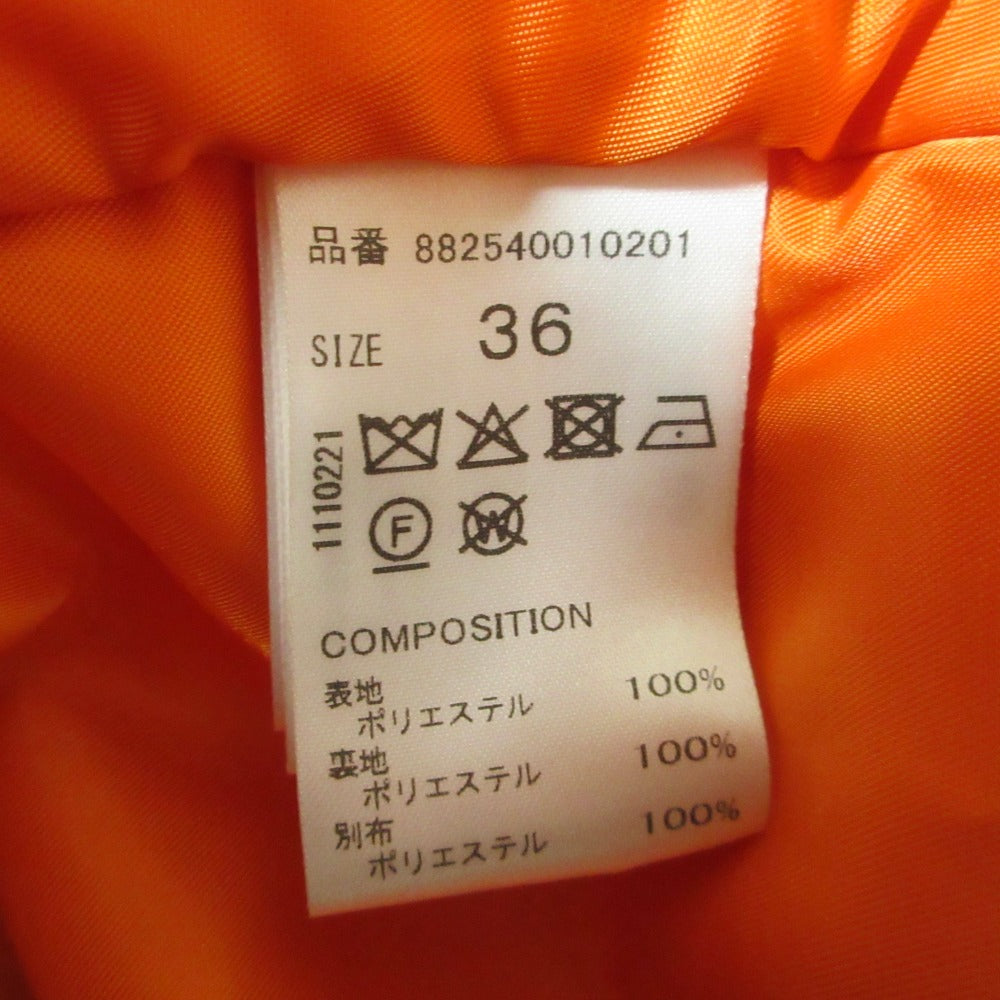 品番 882540010201
SIZE 36
1110221
F W
COMPOSITION
表地
ポリエステル 100%
裏地
ポリエステル 100%
別布
ポリエステル 100%